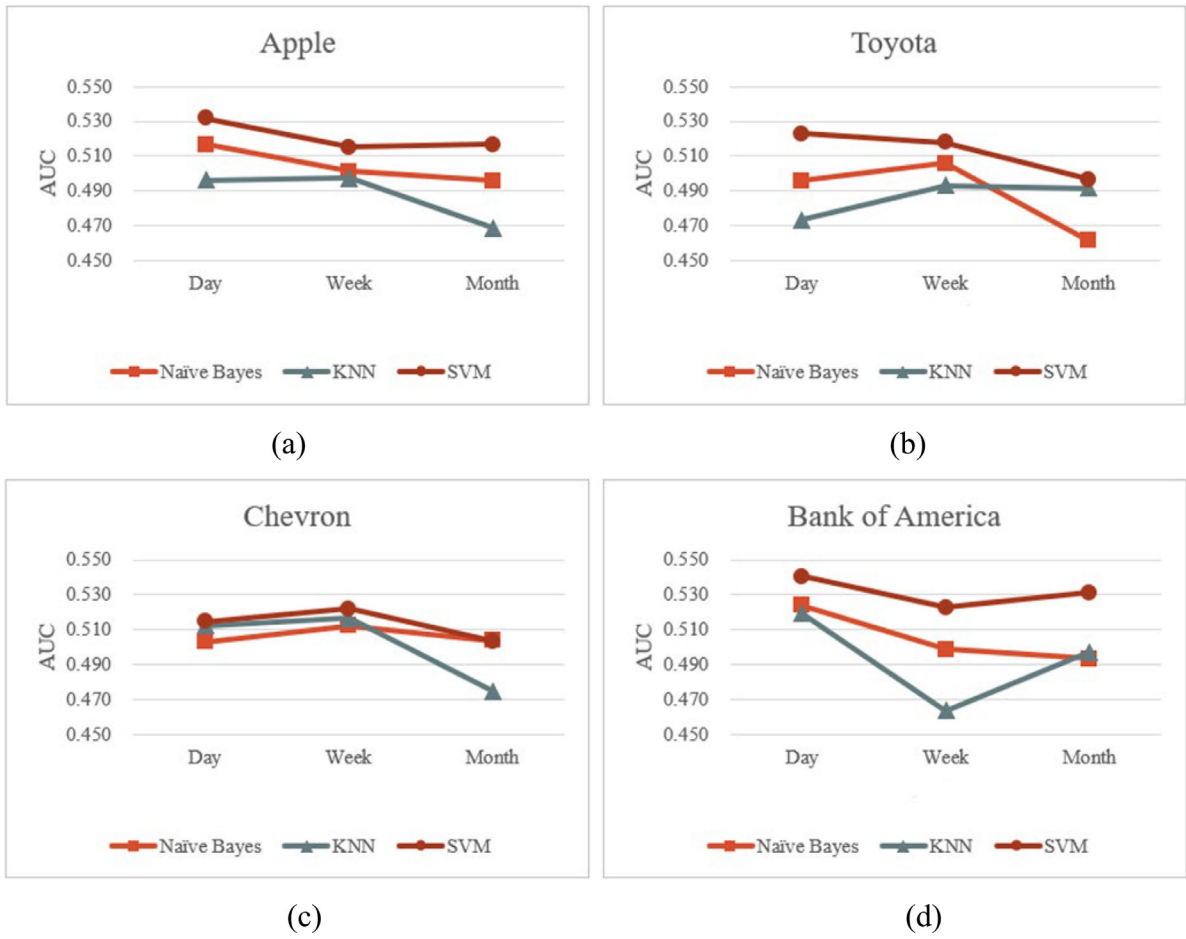 Apple
AUC
0.550
0.530
0.510
0.490
0.470
0.450
Day Week Month
Naïve Bayes KNN SVM
(a)
Toyota
AUC
0.550
0.530
0.510
0.490
0.470
0.450
Day Week Month
Naïve Bayes KNN SVM
(b)
Chevron
AUC
0.550
0.530
0.510
0.490
0.470
0.450
Day Week Month
Naïve Bayes KNN SVM
(c)
Bank of America
AUC
0.550
0.530
0.510
0.490
0.470
0.450
Day Week Month
Naïve Bayes KNN SVM
(d)